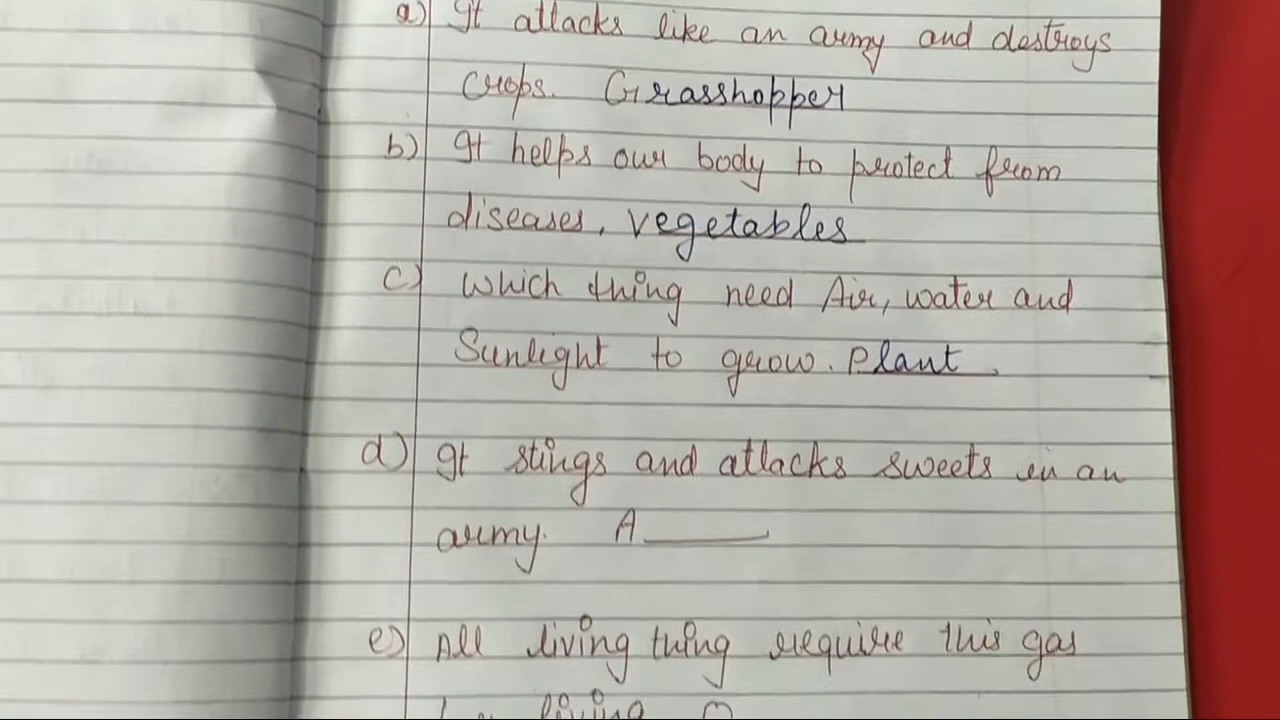 a) It attacks like an army and destroys
crops. Grasshopper
b) It helps our body to protect from
diseases. vegetables
c) Which thing need Air, water and
Sunlight to grow. Plant.
d) It stings and attacks sweets in an
army. A____
e) All living thing require this gas
living O